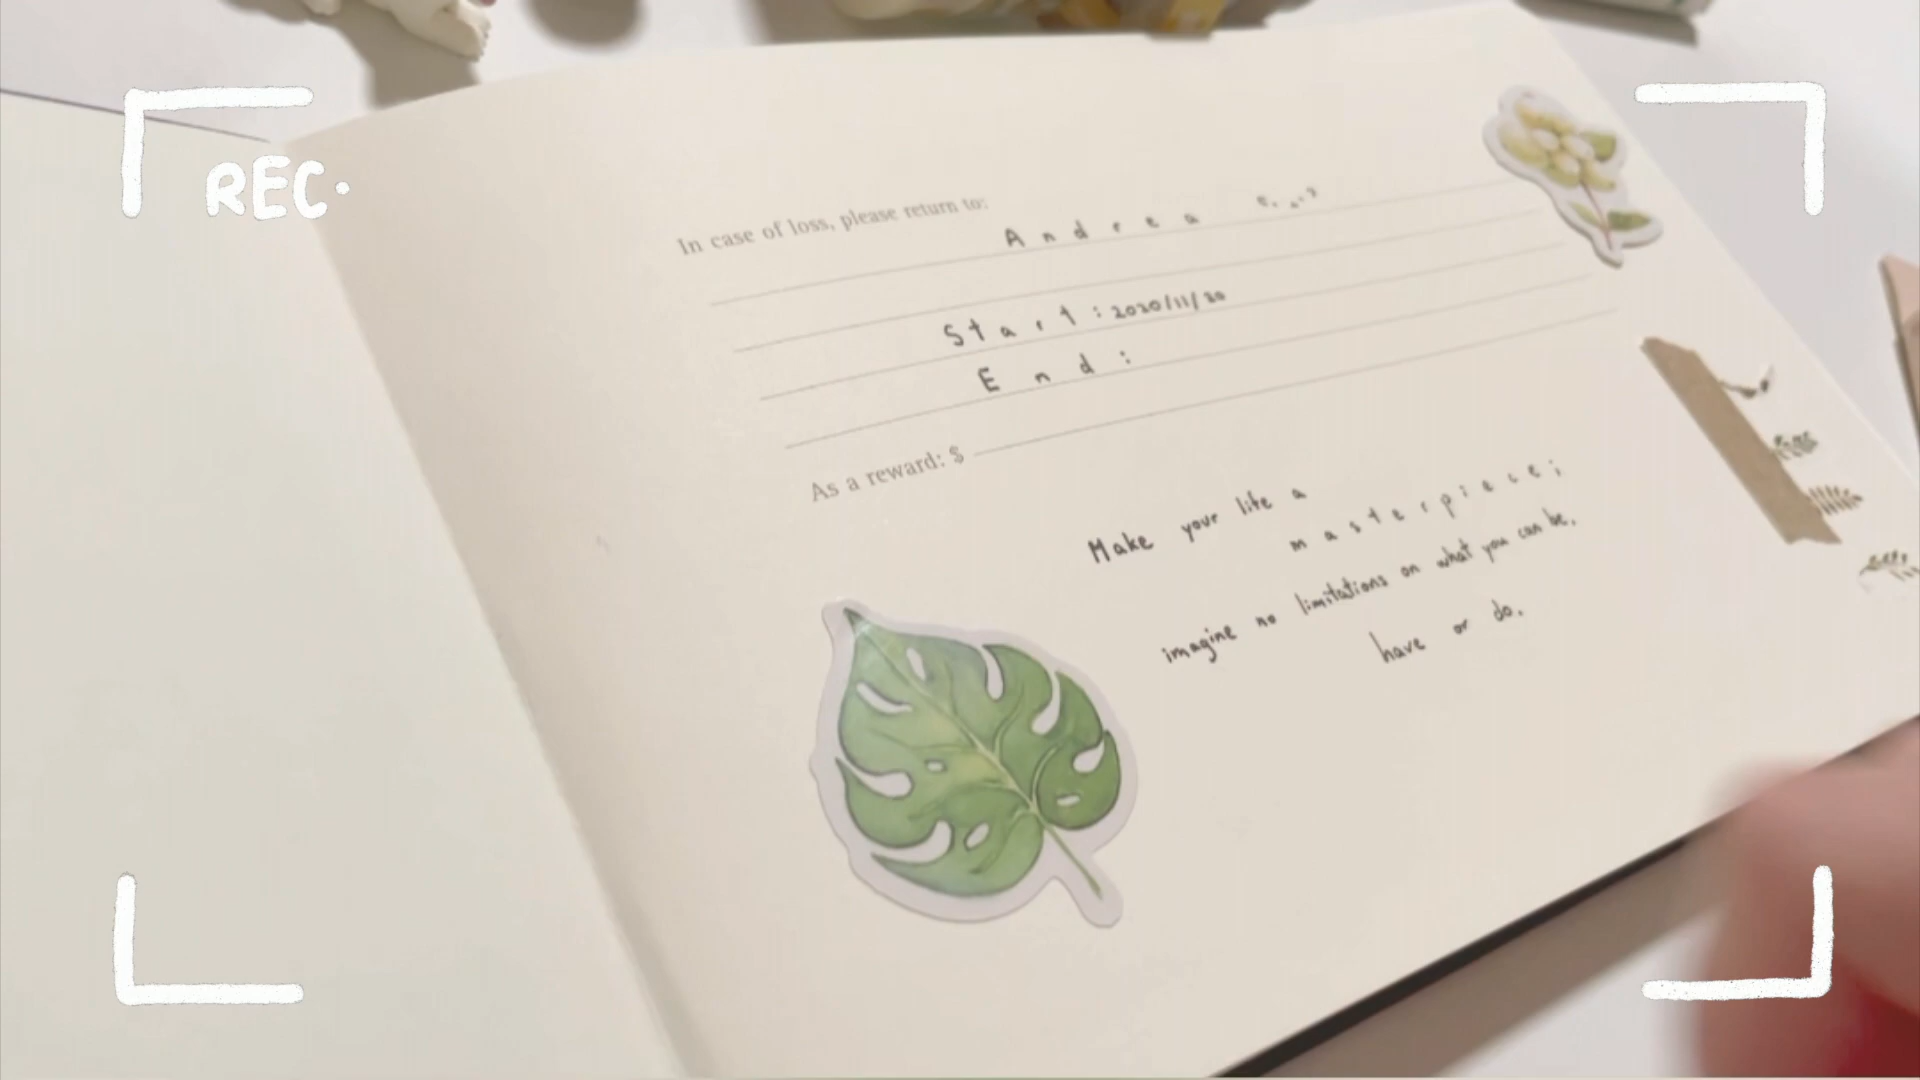 REC.
In case of loss, please return to:
Andrea
Start: 2020/11/20
End:
As a reward: $
Make your life a
masterpiece;
imagine no limitations on what you can be,
have or do.